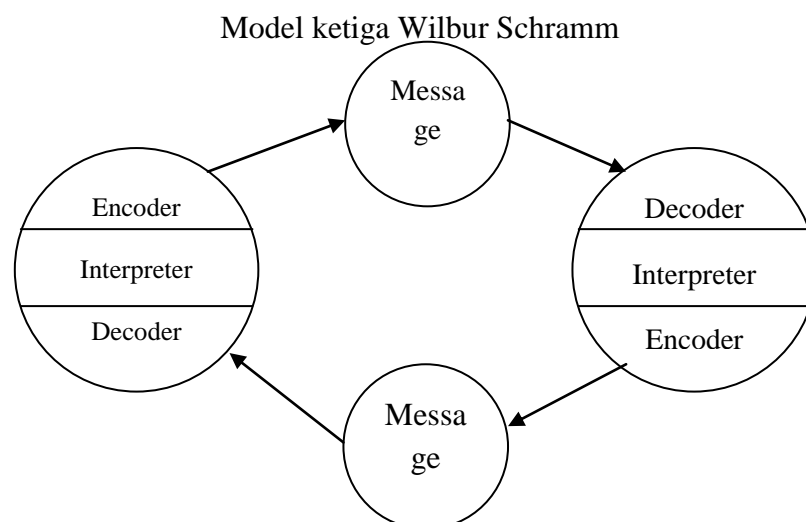 Model ketiga Wilbur Schramm
Messa
ge
Encoder
Interpreter
Decoder
Decoder
Interpreter
Encoder
Messa
ge